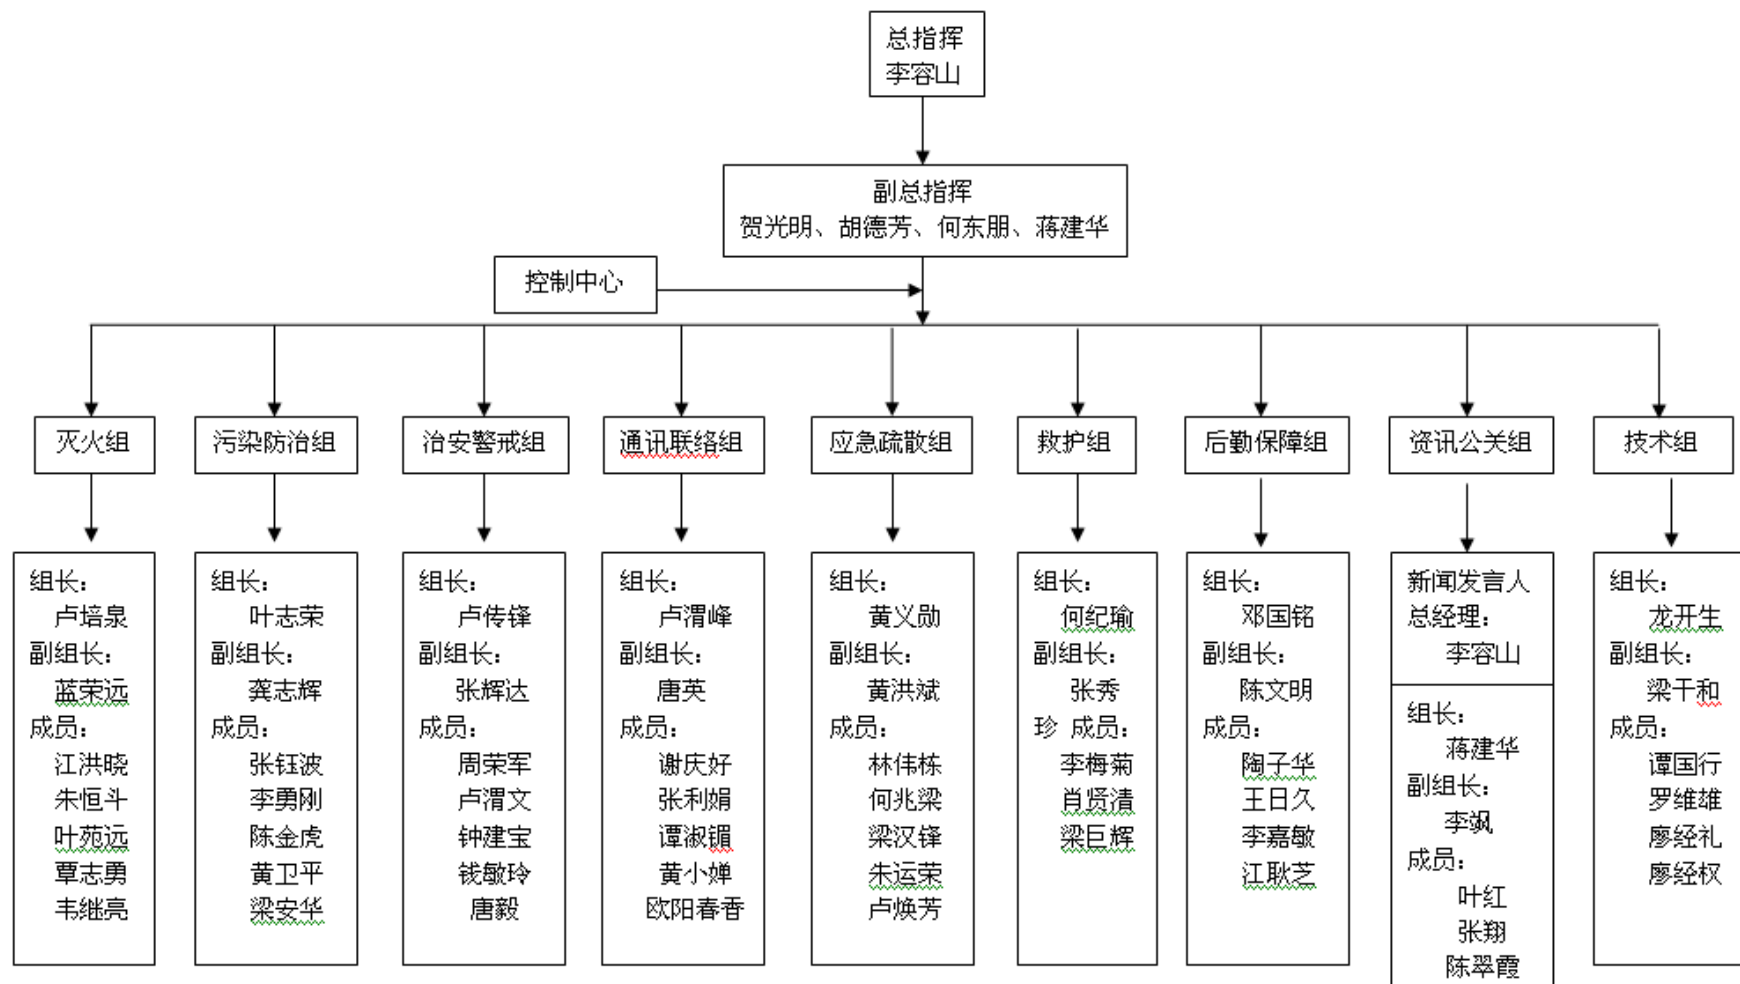 总指挥
李容山
副总指挥
贺光明、胡德芳、何东朋、蒋建华
控制中心
灭火组
污染防治组
治安警戒组
通讯联络组
应急疏散组
救护组
后勤保障组
资讯公关组
技术组
组长：
卢培泉
副组长：
蓝荣远
成员：
江洪晓
朱恒斗
叶苑远
覃志勇
韦继亮
组长：
叶志荣
副组长：
龚志辉
成员：
张钰波
李勇刚
陈金虎
黄卫平
梁安华
组长：
卢传锋
副组长：
张辉达
成员：
周荣军
卢渭文
钟建宝
钱敏玲
唐毅
组长：
卢渭峰
副组长：
唐英
成员：
谢庆好
张利娟
谭淑镅
黄小婵
欧阳春香
组长：
黄义勋
副组长：
黄洪斌
成员：
林伟栋
何兆梁
梁汉锋
朱运荣
卢焕芳
组长：
何纪瑜
副组长：
张秀
珍 成员：
李梅菊
肖贤清
梁巨辉
组长：
邓国铭
副组长：
陈文明
成员：
陶子华
王日久
李嘉敏
江耿芝
新闻发言人
总经理：
李容山
组长：
蒋建华
副组长：
李飒
成员：
叶红
张翔
陈翠霞
组长：
龙开生
副组长：
梁干和
成员：
谭国行
罗维雄
廖经礼
廖经权